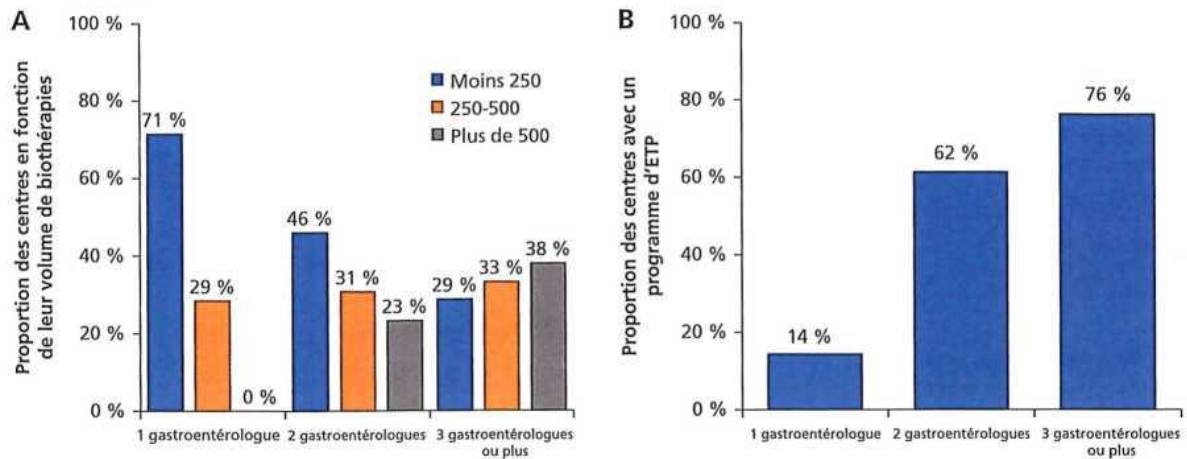 A
Proportion des centres en fonction
de leur volume de biothérapies
100 %
80 %
60 %
40 %
20 %
0 %
Moins 250
250-500
Plus de 500
71 %
29 %
0 %
46 %
31 %
23 %
29 %
33 %
38 %
1 gastroentérologue
2 gastroentérologues
3 gastroentérologues
ou plus
B
Proportion des centres avec un
programme d'ETP
100 %
80 %
60 %
40 %
20 %
0 %
14 %
62 %
76 %
1 gastroentérologue
2 gastroentérologues
3 gastroentérologues
ou plus